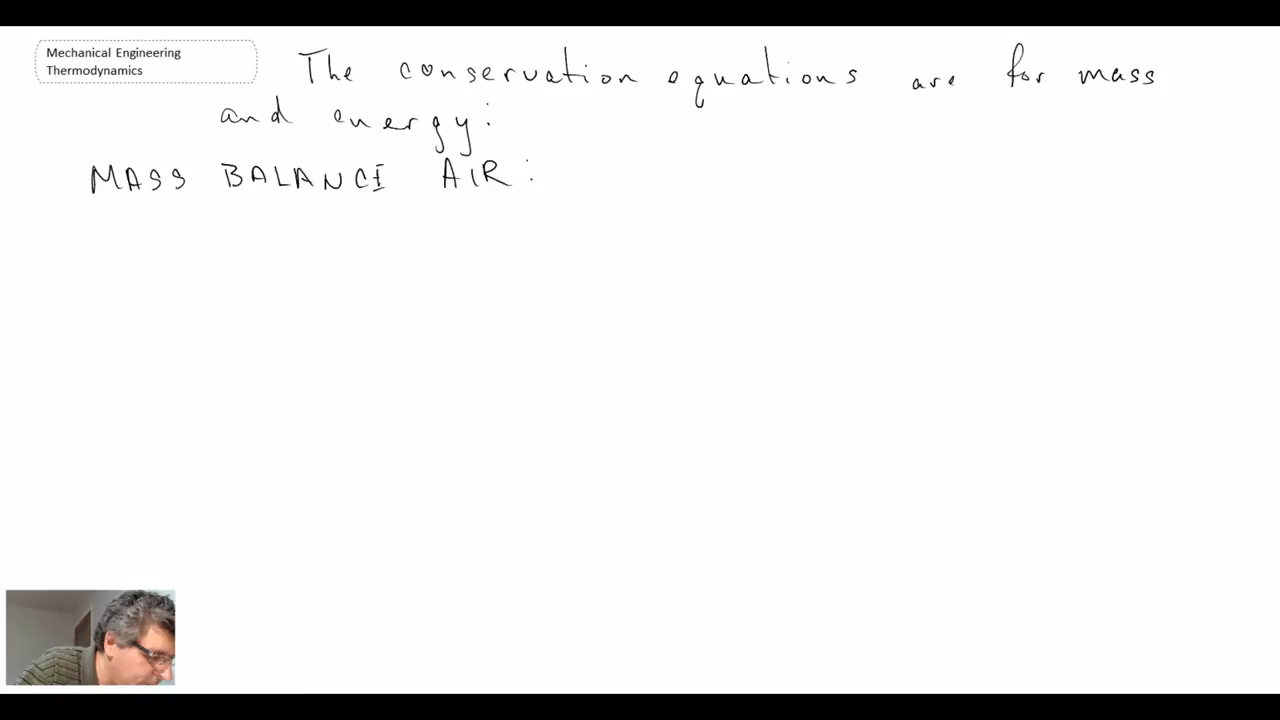 Mechanical Engineering
Thermodynamics
The conservation equations are for mass
and energy:
MASS BALANCE AIR: